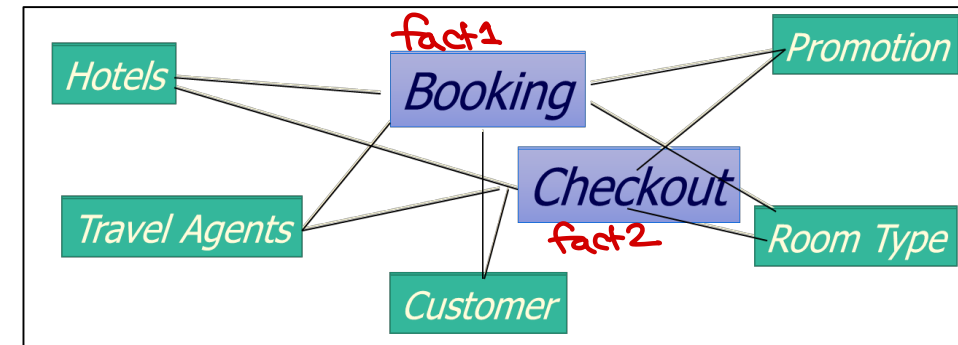 fact1
Promotion
Hotels
Booking
Checkout
Travel Agents
fact2
Room Type
Customer